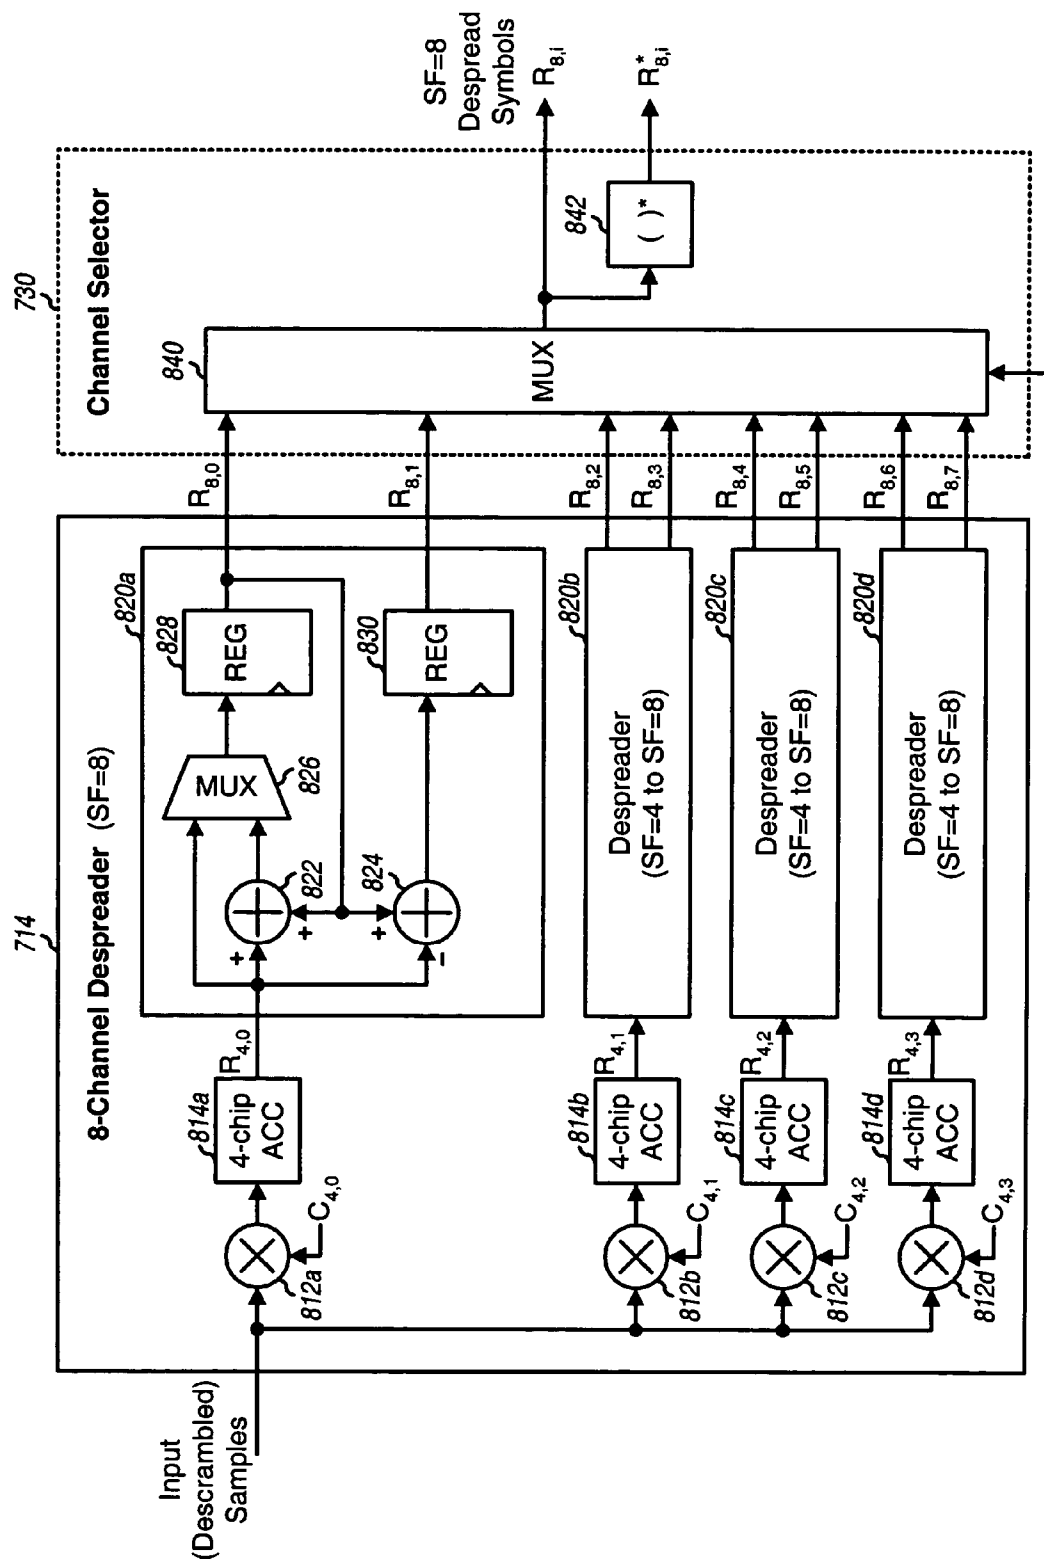 714
8-Channel Despreader (SF=8)
730
Channel Selector
Input
(Descrambled)
Samples
812a
C4,0
814a
4-chip
ACC
R4,0
820a
+
+
822
+
-
824
MUX
826
828
REG
830
REG
R8,0
R8,1
812b
C4,1
814b
4-chip
ACC
R4,1
820b
Despreader
(SF=4 to SF=8)
R8,2
R8,3
812c
C4,2
814c
4-chip
ACC
R4,2
820c
Despreader
(SF=4 to SF=8)
R8,4
R8,5
812d
C4,3
814d
4-chip
ACC
R4,3
820d
Despreader
(SF=4 to SF=8)
R8,6
R8,7
840
MUX
842
( )*
SF=8
Despread
Symbols
R8,i
R*8,i